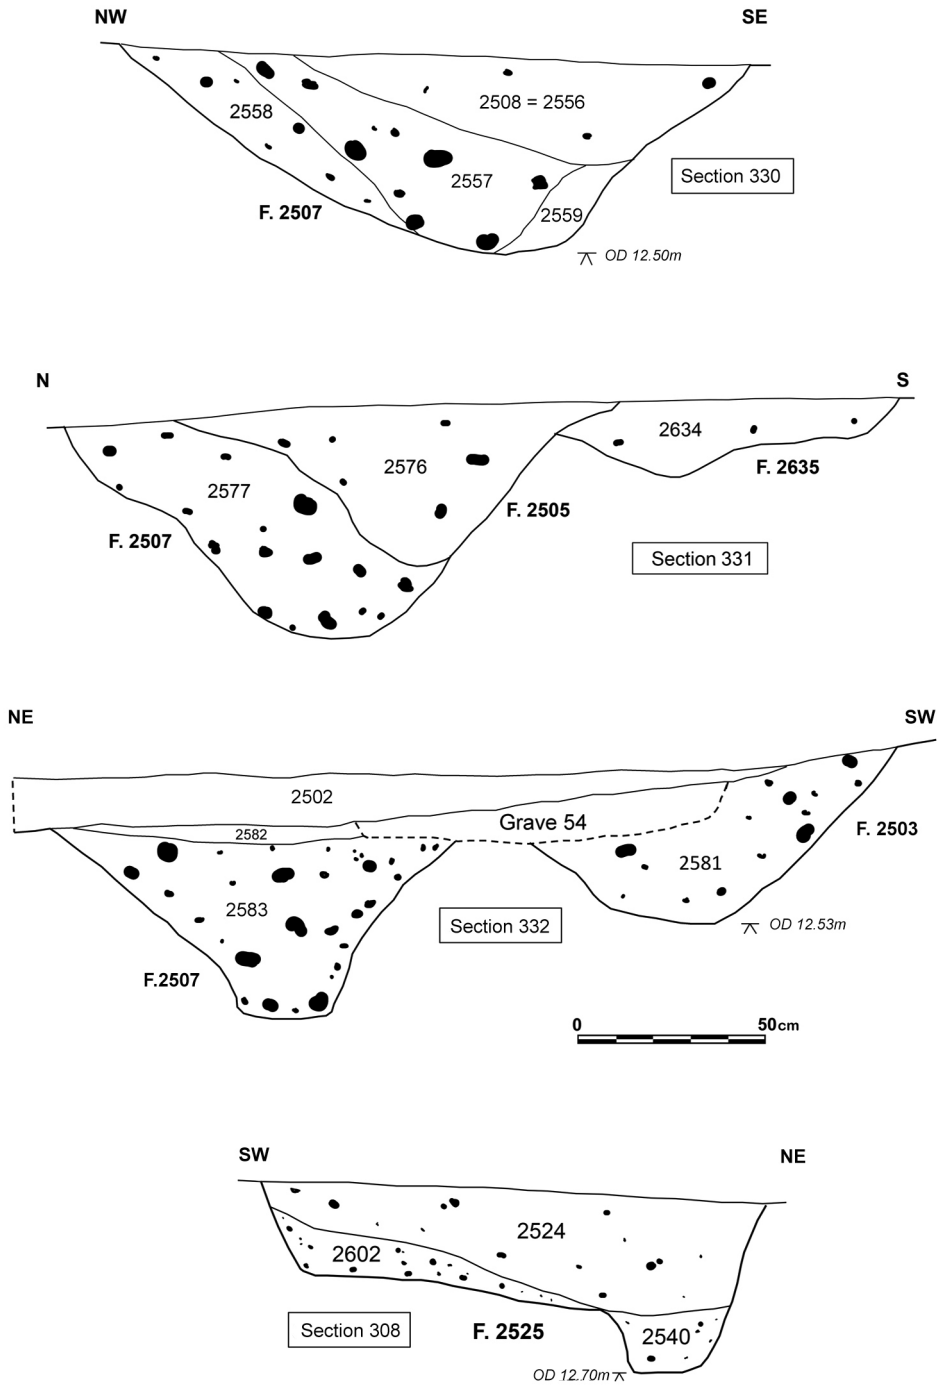 NW SE
2508 = 2556
2558
Section 330
2557
F. 2507
2559
OD 12.50m
N S
2634
2576
F. 2635
2577
F. 2505
F. 2507
Section 331
NE SW
2502
Grave 54
F. 2503
2582
2581
2583
Section 332
OD 12.53m
F.2507
0 50cm
SW NE
2524
2602
Section 308
F. 2525
2540
OD 12.70m